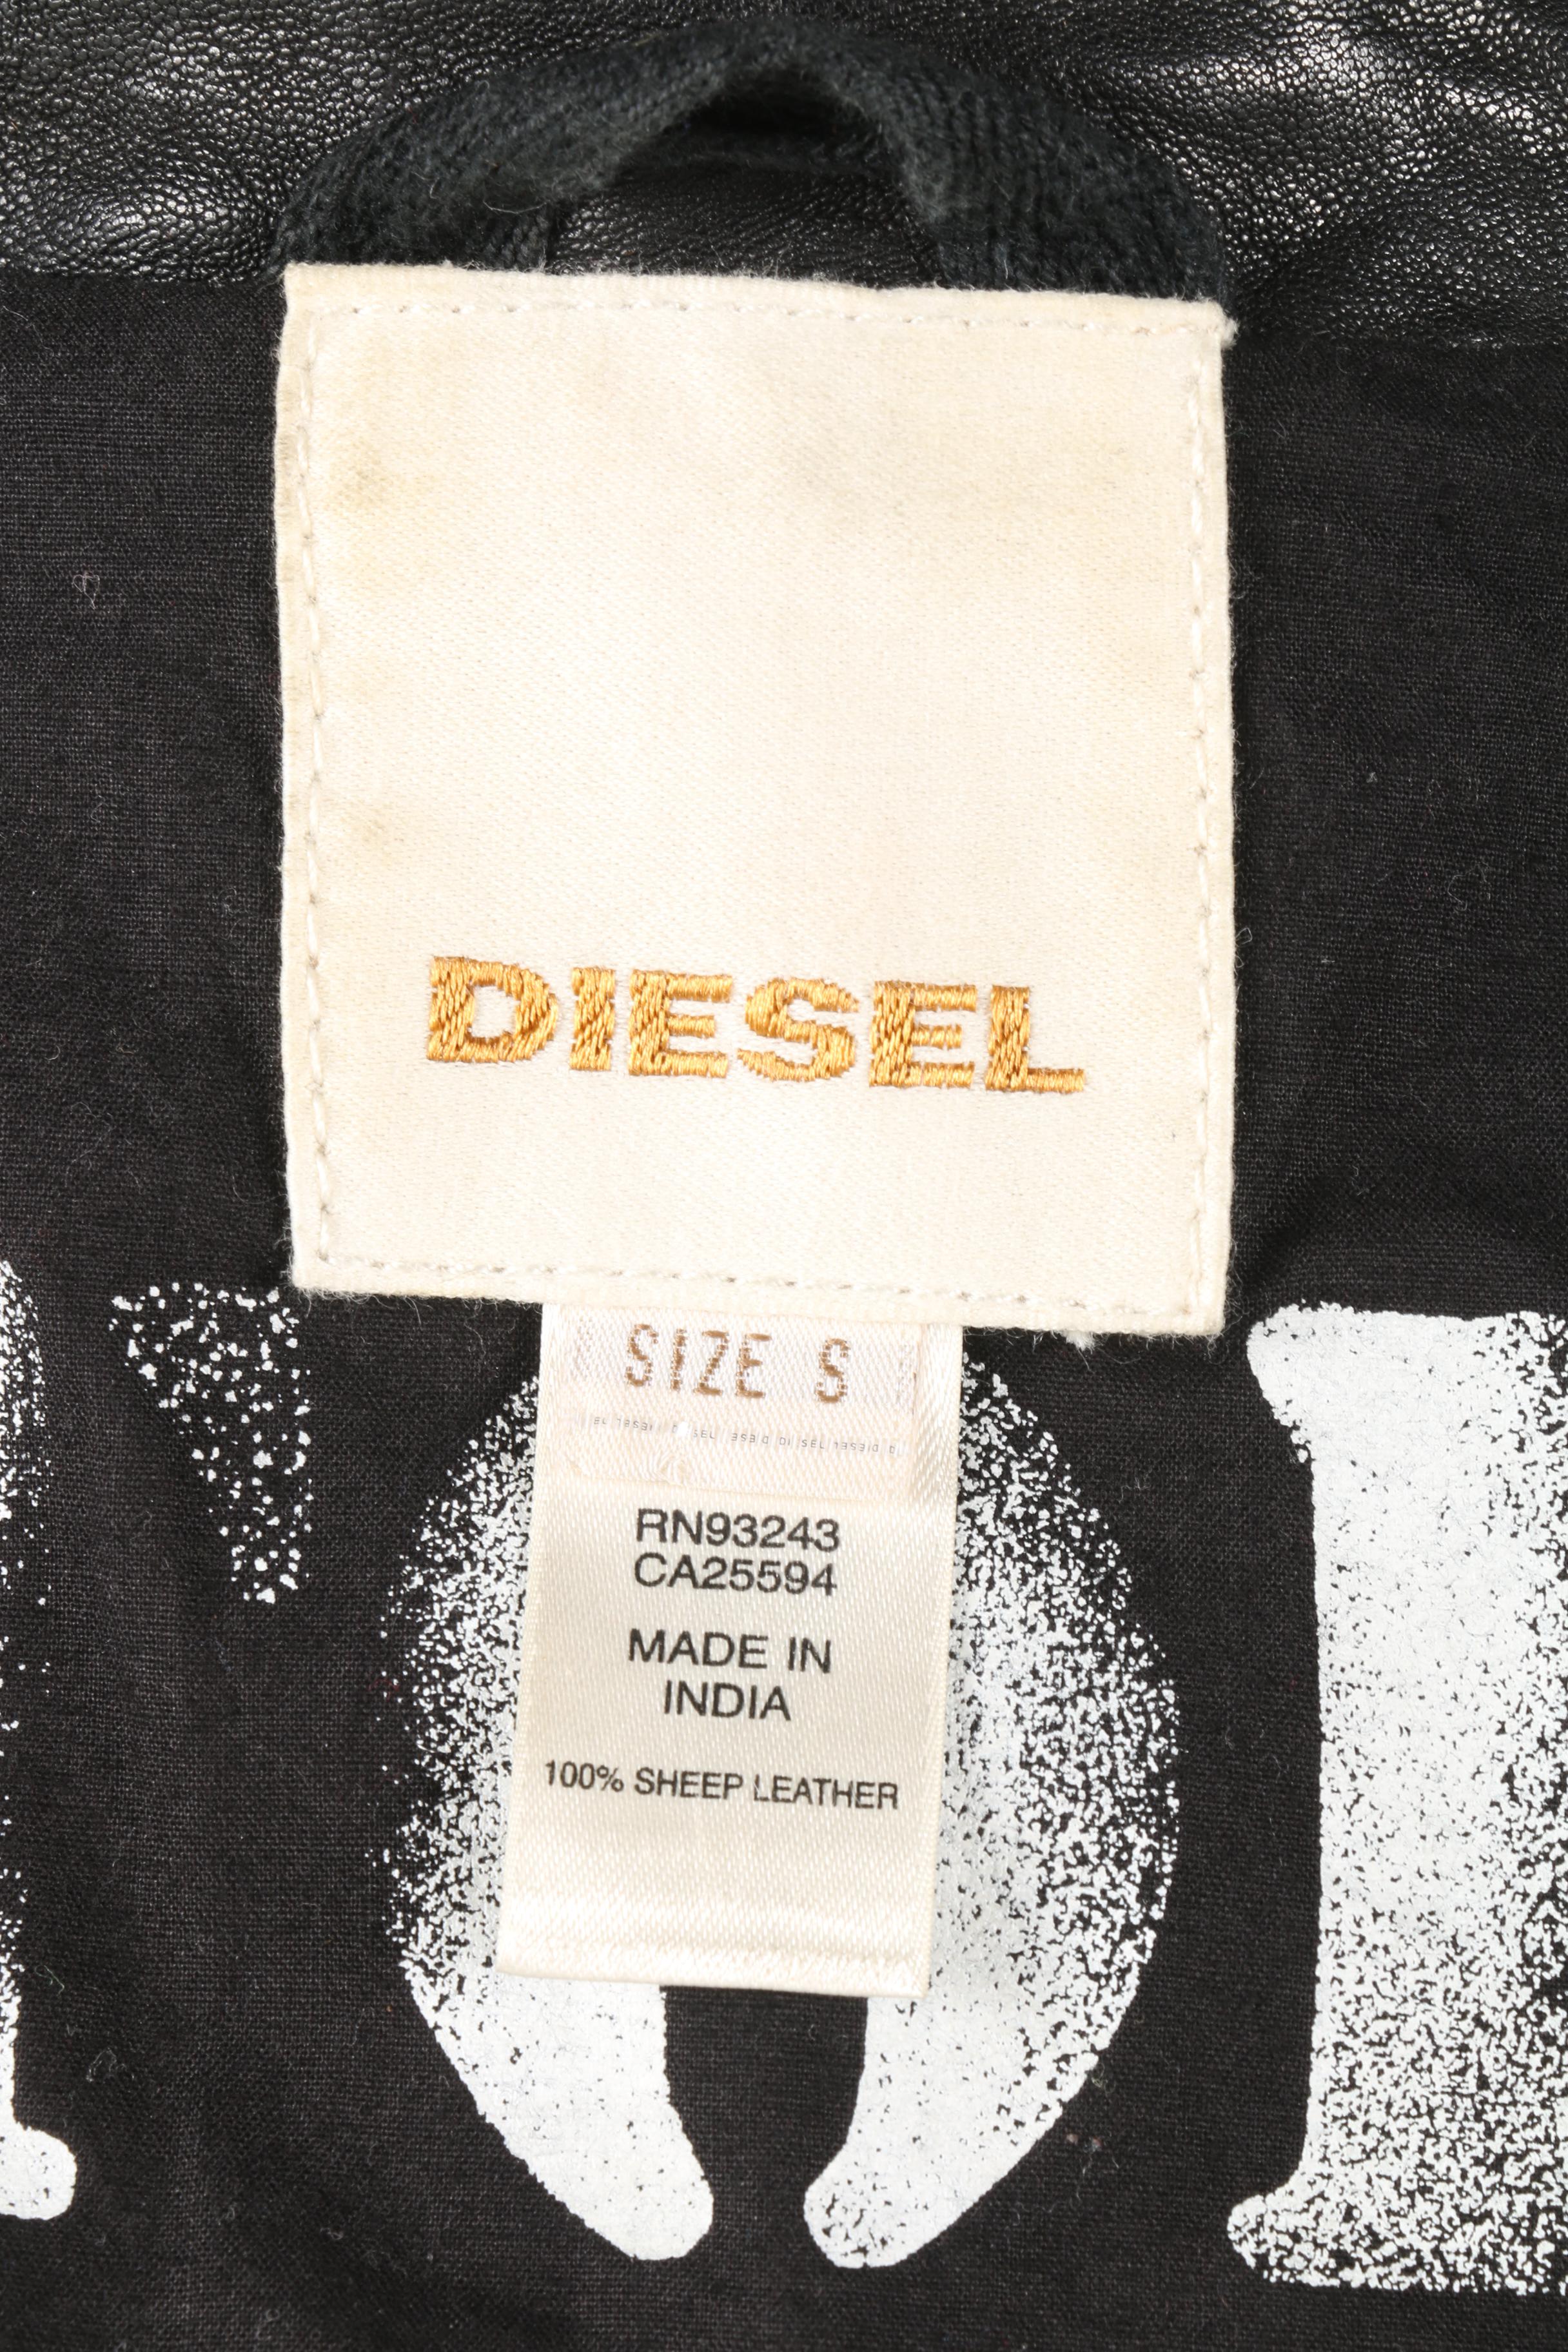 DIESEL
SIZE S
RN93243
CA25594
MADE IN
INDIA
100% SHEEP LEATHER